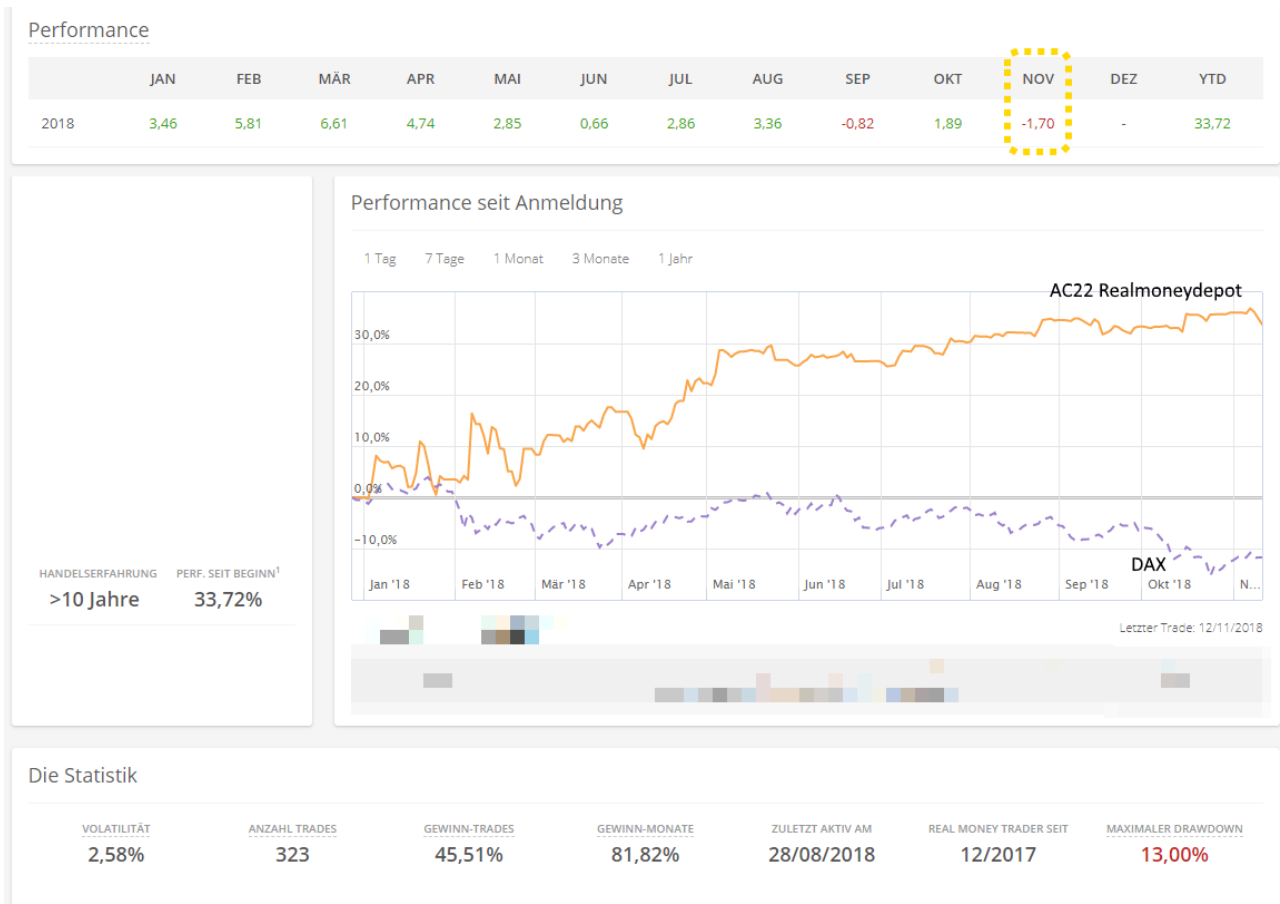 Performance
JAN FEB MÄR APR MAI JUN JUL AUG SEP OKT NOV DEZ YTD
2018 3,46 5,81 6,61 4,74 2,85 0,66 2,86 3,36 -0,82 1,89 -1,70 - 33,72
Performance seit Anmeldung
1 Tag 7 Tage 1 Monat 3 Monate 1 Jahr
AC22 Realmoneydepot
30,0%
20,0%
10,0%
0,0%
-10,0%
DAX
Jan '18 Feb '18 Mär '18 Apr '18 Mai '18 Jun '18 Jul '18 Aug '18 Sep '18 Okt '18 N...
HANDELSERFAHRUNG PERF. SEIT BEGINN¹
>10 Jahre 33,72%
Letzter Trade: 12/11/2018
Die Statistik
VOLATILITÄT ANZAHL TRADES GEWINN-TRADES GEWINN-MONATE ZULETZT AKTIV AM REAL MONEY TRADER SEIT MAXIMALER DRAWDOWN
2,58% 323 45,51% 81,82% 28/08/2018 12/2017 13,00%